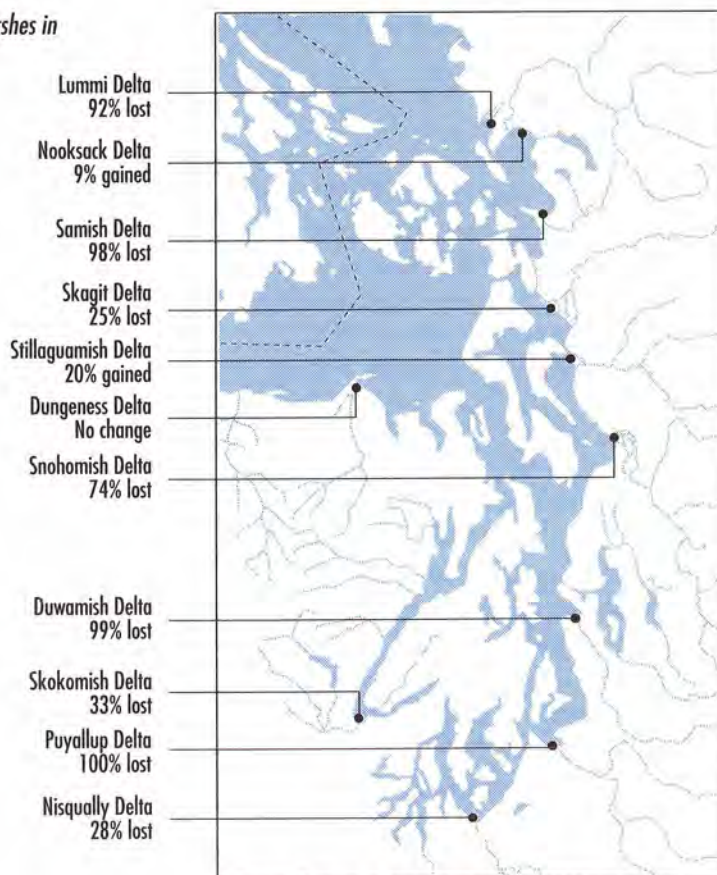 in
Lummi Delta
92% lost
Nooksack Delta
9% gained
Samish Delta
98% lost
Skagit Delta
25% lost
Stillaguamish Delta
20% gained
Dungeness Delta
No change
Snohomish Delta
74% lost
Duwamish Delta
99% lost
Skokomish Delta
33% lost
Puyallup Delta
100% lost
Nisqually Delta
28% lost